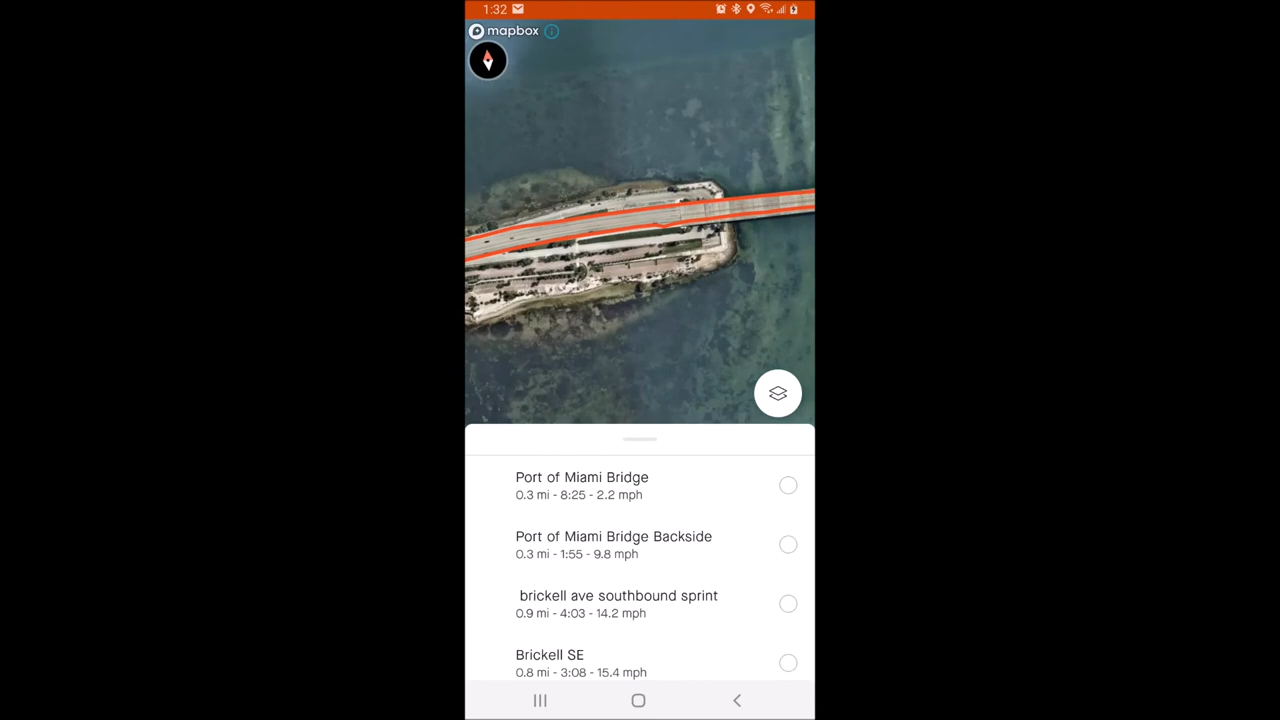 1:32
mapbox
Port of Miami Bridge
0.3 mi - 8:25 - 2.2 mph
Port of Miami Bridge Backside
0.3 mi - 1:55 - 9.8 mph
brickell ave southbound sprint
0.9 mi - 4:03 - 14.2 mph
Brickell SE
0.8 mi - 3:08 - 15.4 mph